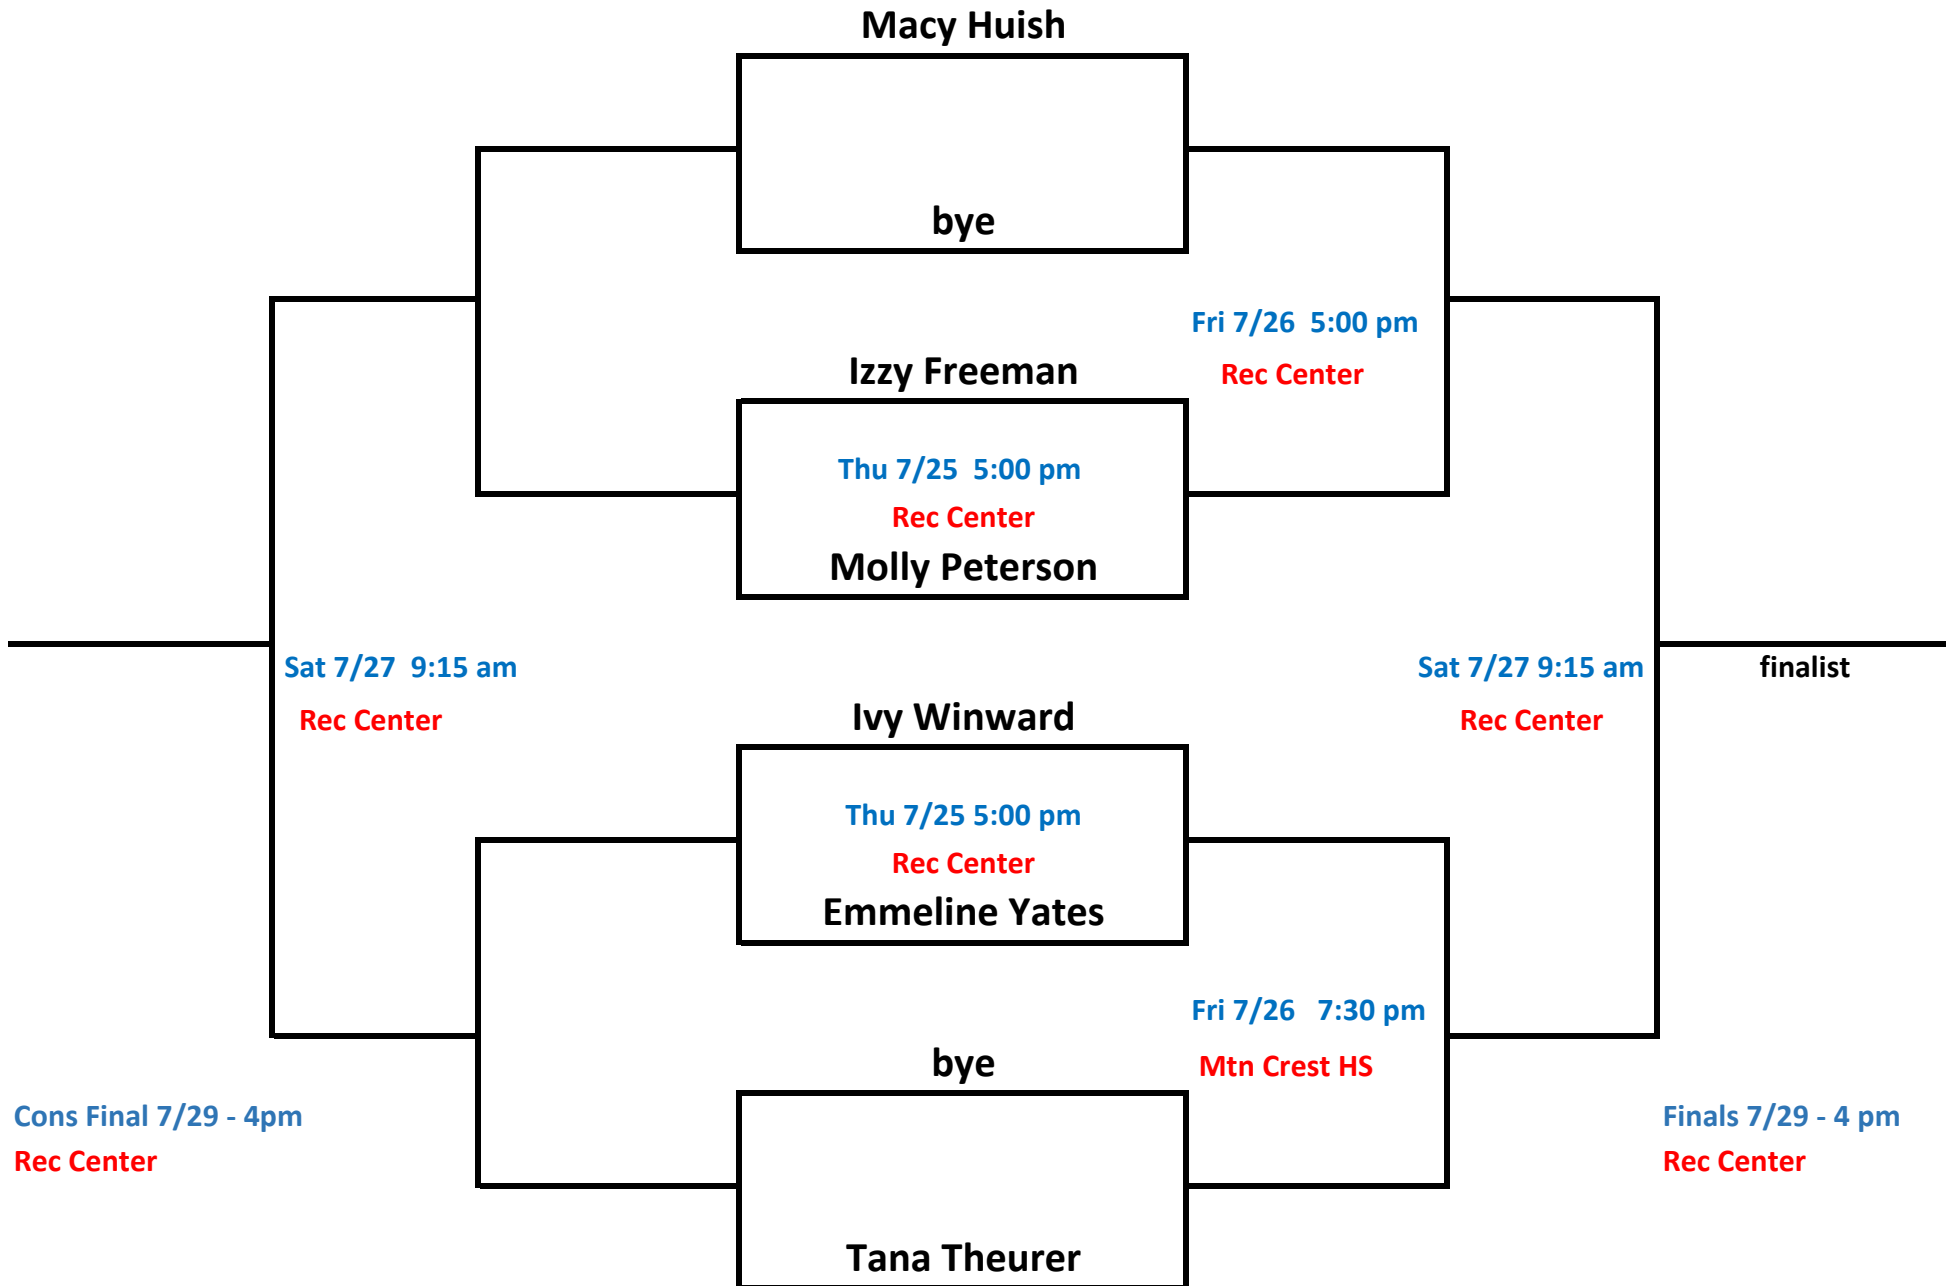 Macy Huish
bye
Fri 7/26  5:00 pm
Izzy Freeman
Rec Center
Thu 7/25  5:00 pm
Rec Center
Molly Peterson
Sat 7/27  9:15 am
Sat 7/27 9:15 am
finalist
Rec Center
Ivy Winward
Rec Center
Thu 7/25 5:00 pm
Rec Center
Emmeline Yates
Fri 7/26   7:30 pm
bye
Mtn Crest HS
Cons Final 7/29 - 4pm
Finals 7/29 - 4 pm
Rec Center
Rec Center
Tana Theurer